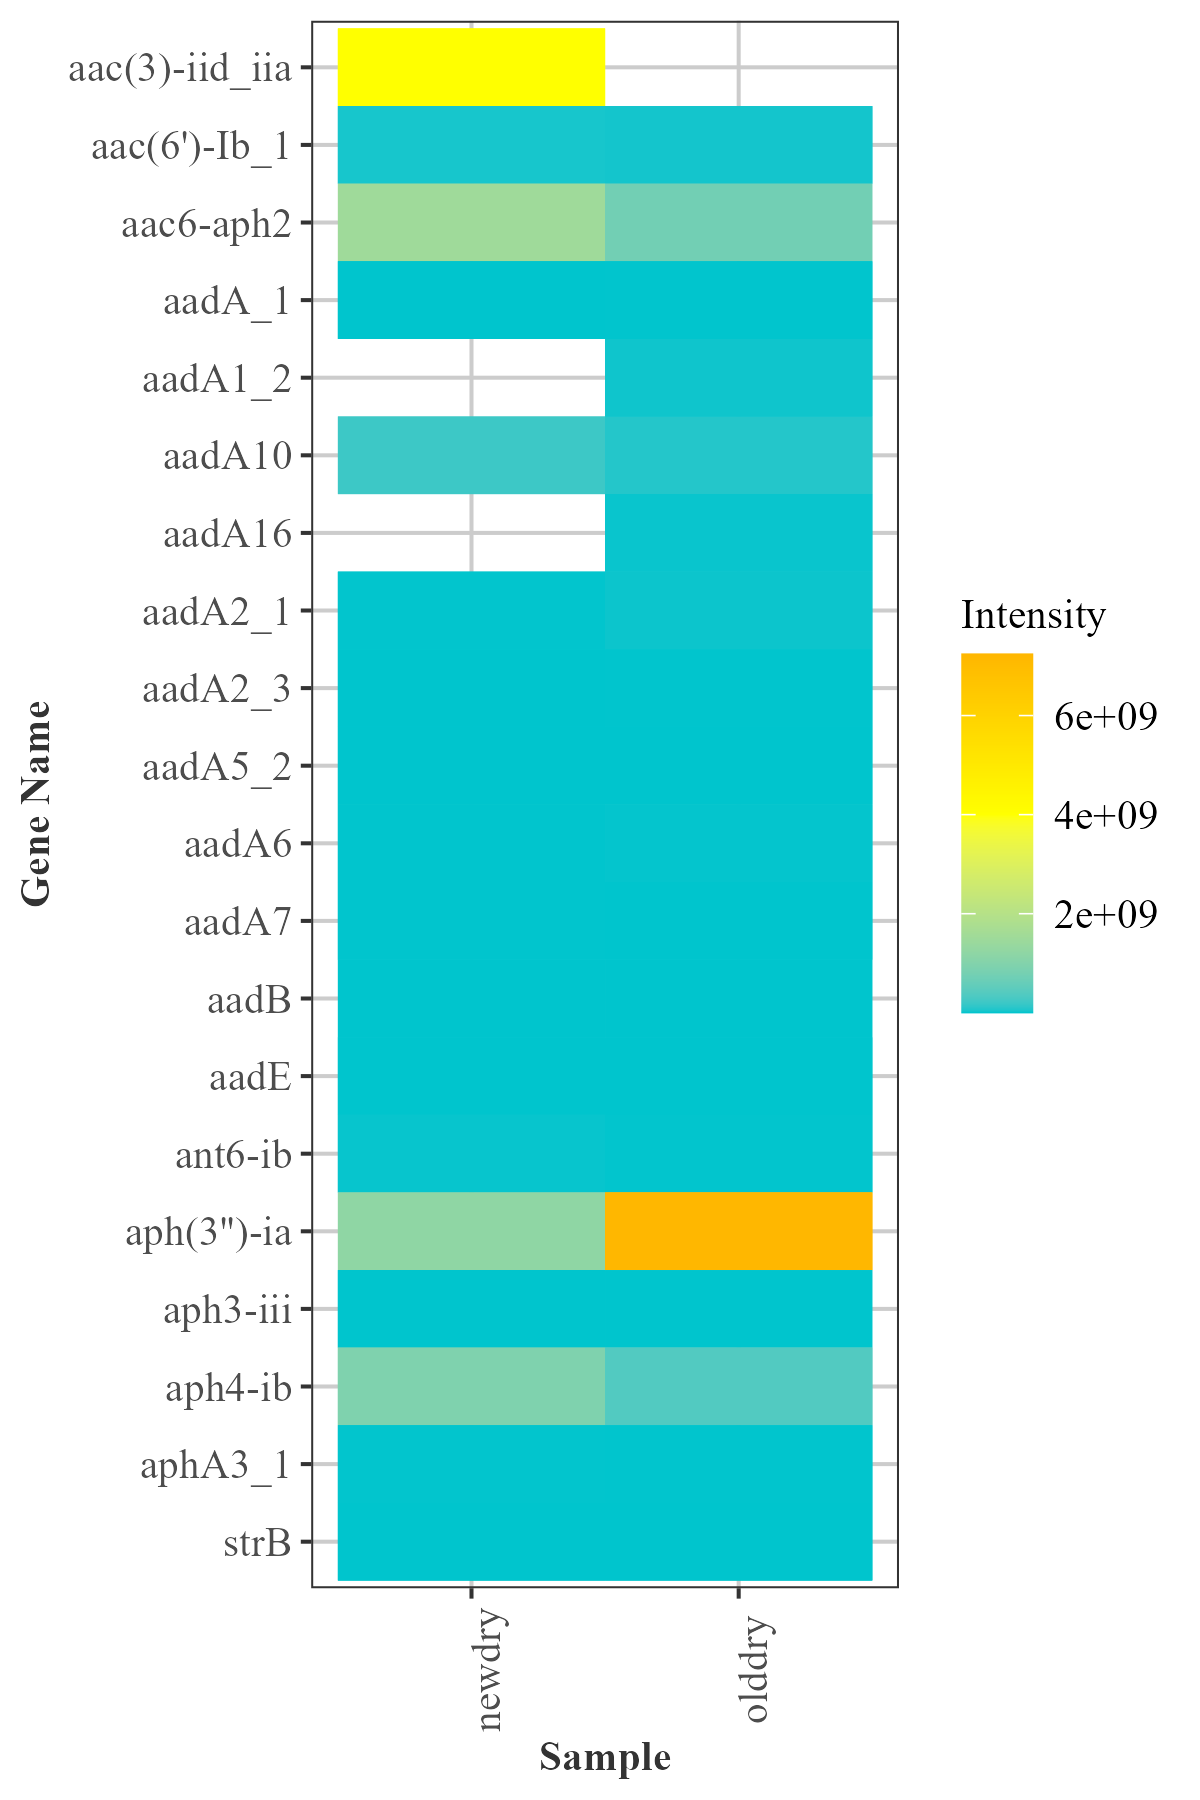 aac(3)-iid_iia
aac(6')-Ib_1
aac6-aph2
aadA_1
aadA1_2
aadA10
aadA16
aadA2_1
aadA2_3
aadA5_2
aadA6
aadA7
aadB
aadE
ant6-ib
aph(3")-ia
aph3-iii
aph4-ib
aphA3_1
strB
Gene Name
newdry
olddry
Sample
Intensity
6e+09
4e+09
2e+09